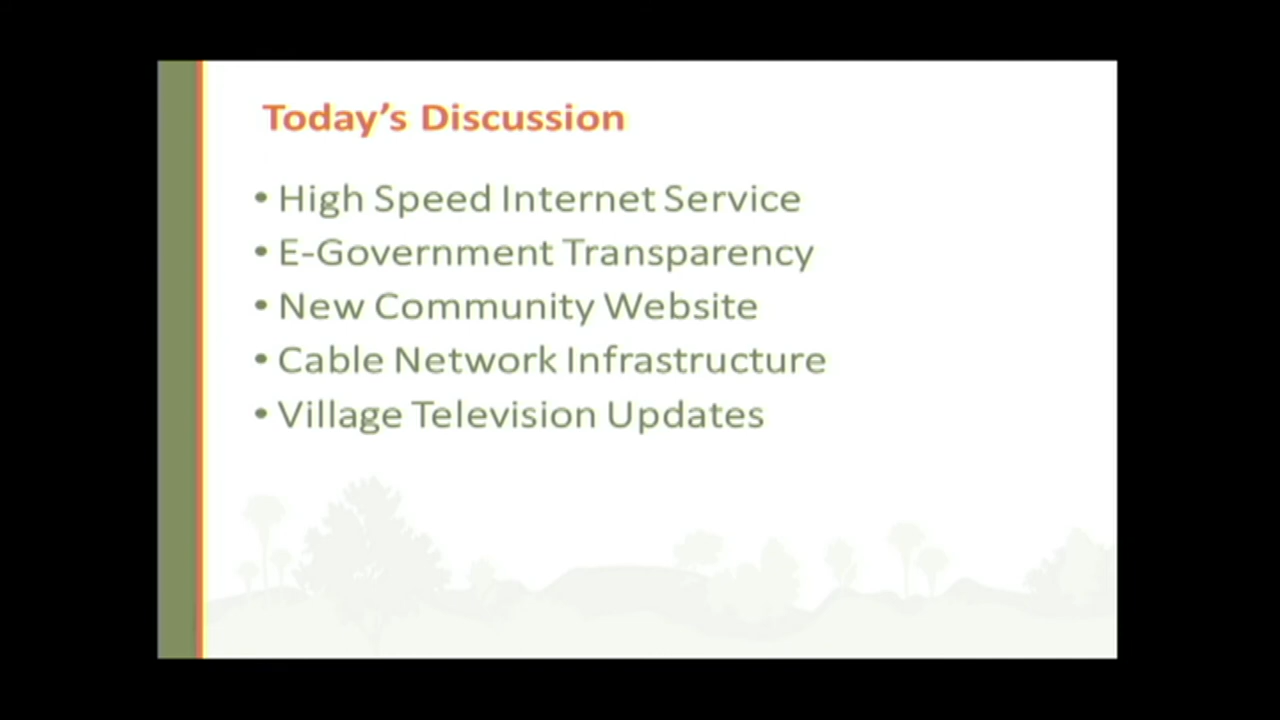 Today's Discussion
• High Speed Internet Service
• E-Government Transparency
• New Community Website
• Cable Network Infrastructure
• Village Television Updates